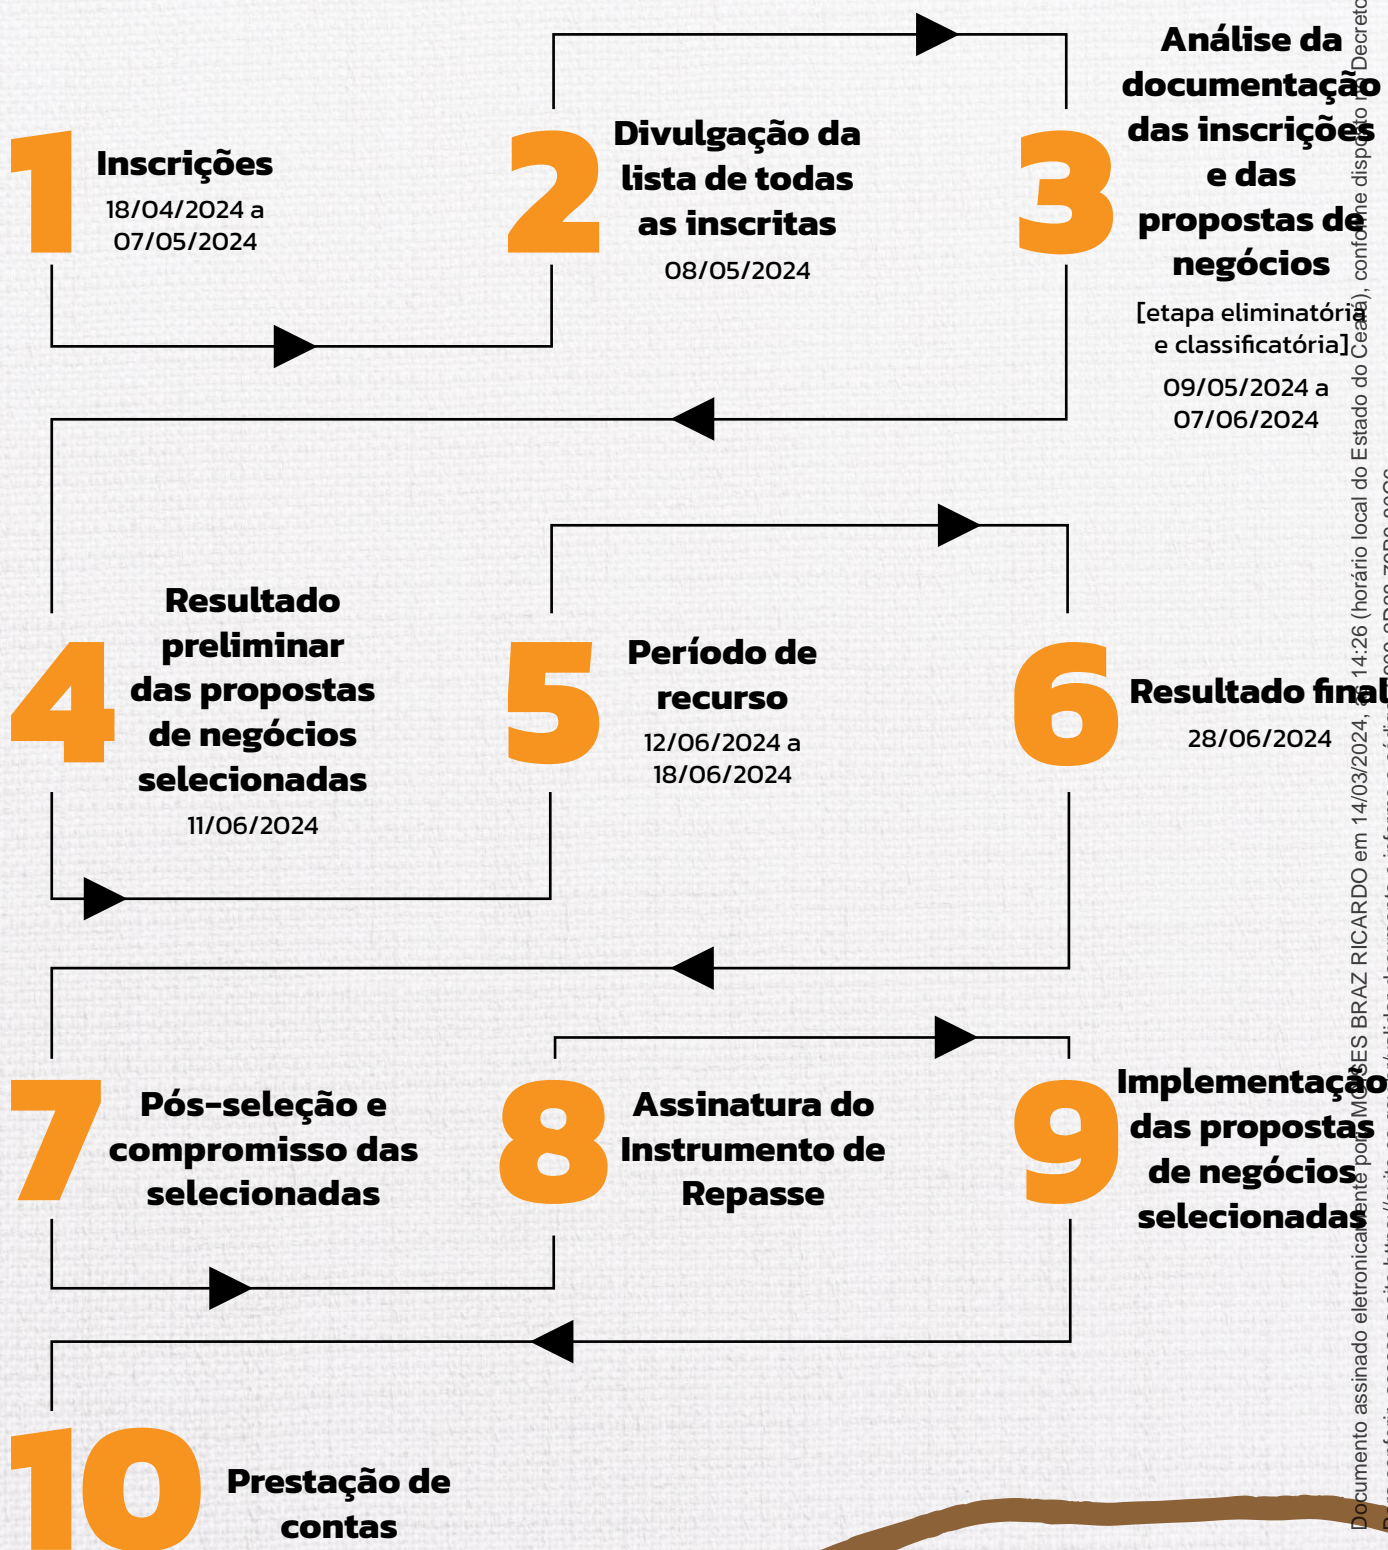 1
Inscrições
18/04/2024 a
07/05/2024
2
Divulgação da
lista de todas
as inscritas
08/05/2024
3
Análise da
documentação
das inscrições
e das
propostas de
negócios
[etapa eliminatória
e classificatória]
09/05/2024 a
07/06/2024
4
Resultado
preliminar
das propostas
de negócios
selecionadas
11/06/2024
5
Período de
recurso
12/06/2024 a
18/06/2024
6
Resultado final
28/06/2024
7
Pós-seleção e
compromisso das
selecionadas
8
Assinatura do
Instrumento de
Repasse
9
Implementação
das propostas
de negócios
selecionadas
10
Prestação de
contas
Documento assinado eletronicamente por: MOISES BRAZ RICARDO em 14/03/2024, às 14:26 (horário local do Estado do Ceará), conforme disposto no Decreto